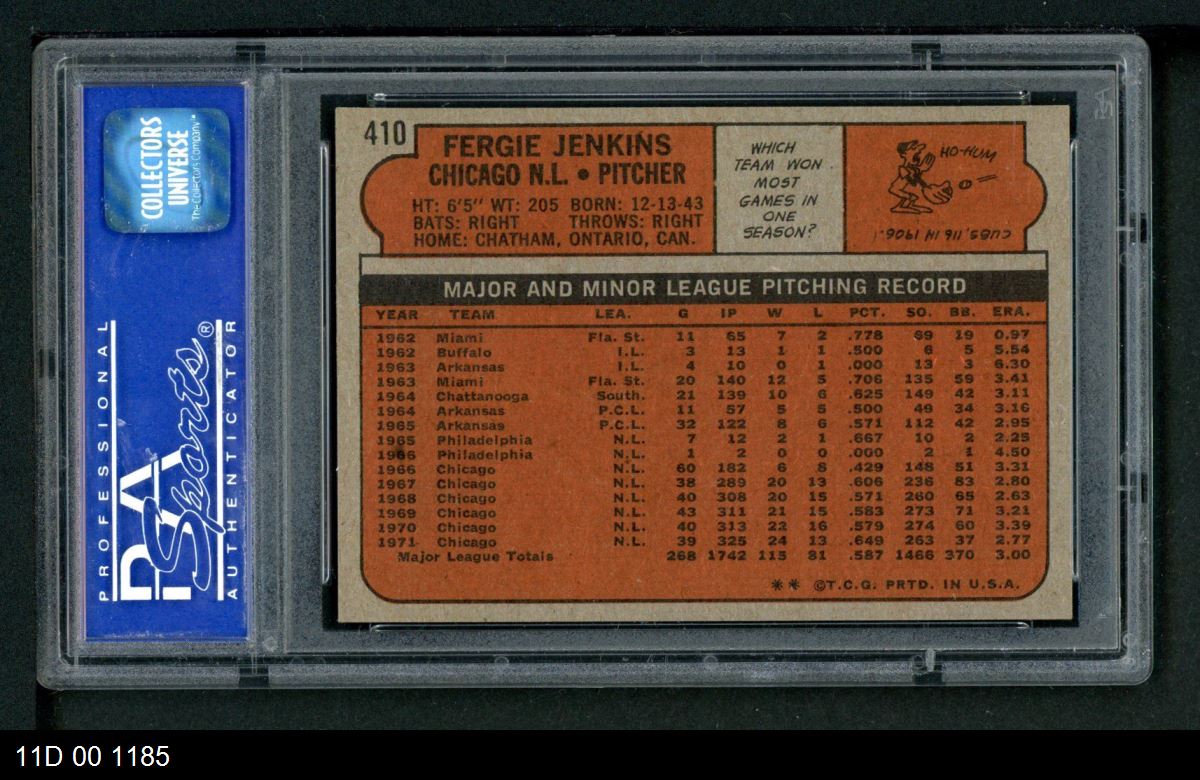 COLLECTORS
UNIVERSE™
The Collectors Company
PROFESSIONAL
PSA
Sports®
AUTHENTICATOR
410
FERGIE JENKINS
CHICAGO N.L. • PITCHER
HT: 6'5" WT: 205 BORN: 12-13-43
BATS: RIGHT THROWS: RIGHT
HOME: CHATHAM, ONTARIO, CAN.
WHICH
TEAM WON
MOST
GAMES IN
ONE
SEASON?
HO-HUM
CUBS, 116 IN 1906.
MAJOR AND MINOR LEAGUE PITCHING RECORD
YEAR TEAM LEA. G IP W L PCT. SO. BB. ERA.
1962 Miami Fla. St. 11 65 7 2 .778 69 19 0.97
1962 Buffalo I.L. 3 13 1 1 .500 6 5 5.54
1963 Arkansas I.L. 4 10 0 1 .000 13 3 6.30
1963 Miami Fla. St. 20 140 12 5 .706 135 59 3.41
1964 Chattanooga South. 21 139 10 6 .625 149 42 3.11
1964 Arkansas P.C.L. 11 57 5 5 .500 49 34 3.16
1965 Arkansas P.C.L. 32 122 8 6 .571 112 42 2.95
1965 Philadelphia N.L. 7 12 2 1 .667 10 2 2.25
1966 Philadelphia N.L. 1 2 0 0 .000 2 1 4.50
1966 Chicago N.L. 60 182 6 8 .429 148 51 3.31
1967 Chicago N.L. 38 289 20 13 .606 236 83 2.80
1968 Chicago N.L. 40 308 20 15 .571 260 65 2.63
1969 Chicago N.L. 43 311 21 15 .583 273 71 3.21
1970 Chicago N.L. 40 313 22 16 .579 274 60 3.39
1971 Chicago N.L. 39 325 24 13 .649 263 37 2.77
Major League Totals 268 1742 115 81 .587 1466 370 3.00
** ©T.C.G. PRTD. IN U.S.A.
11D 00 1185